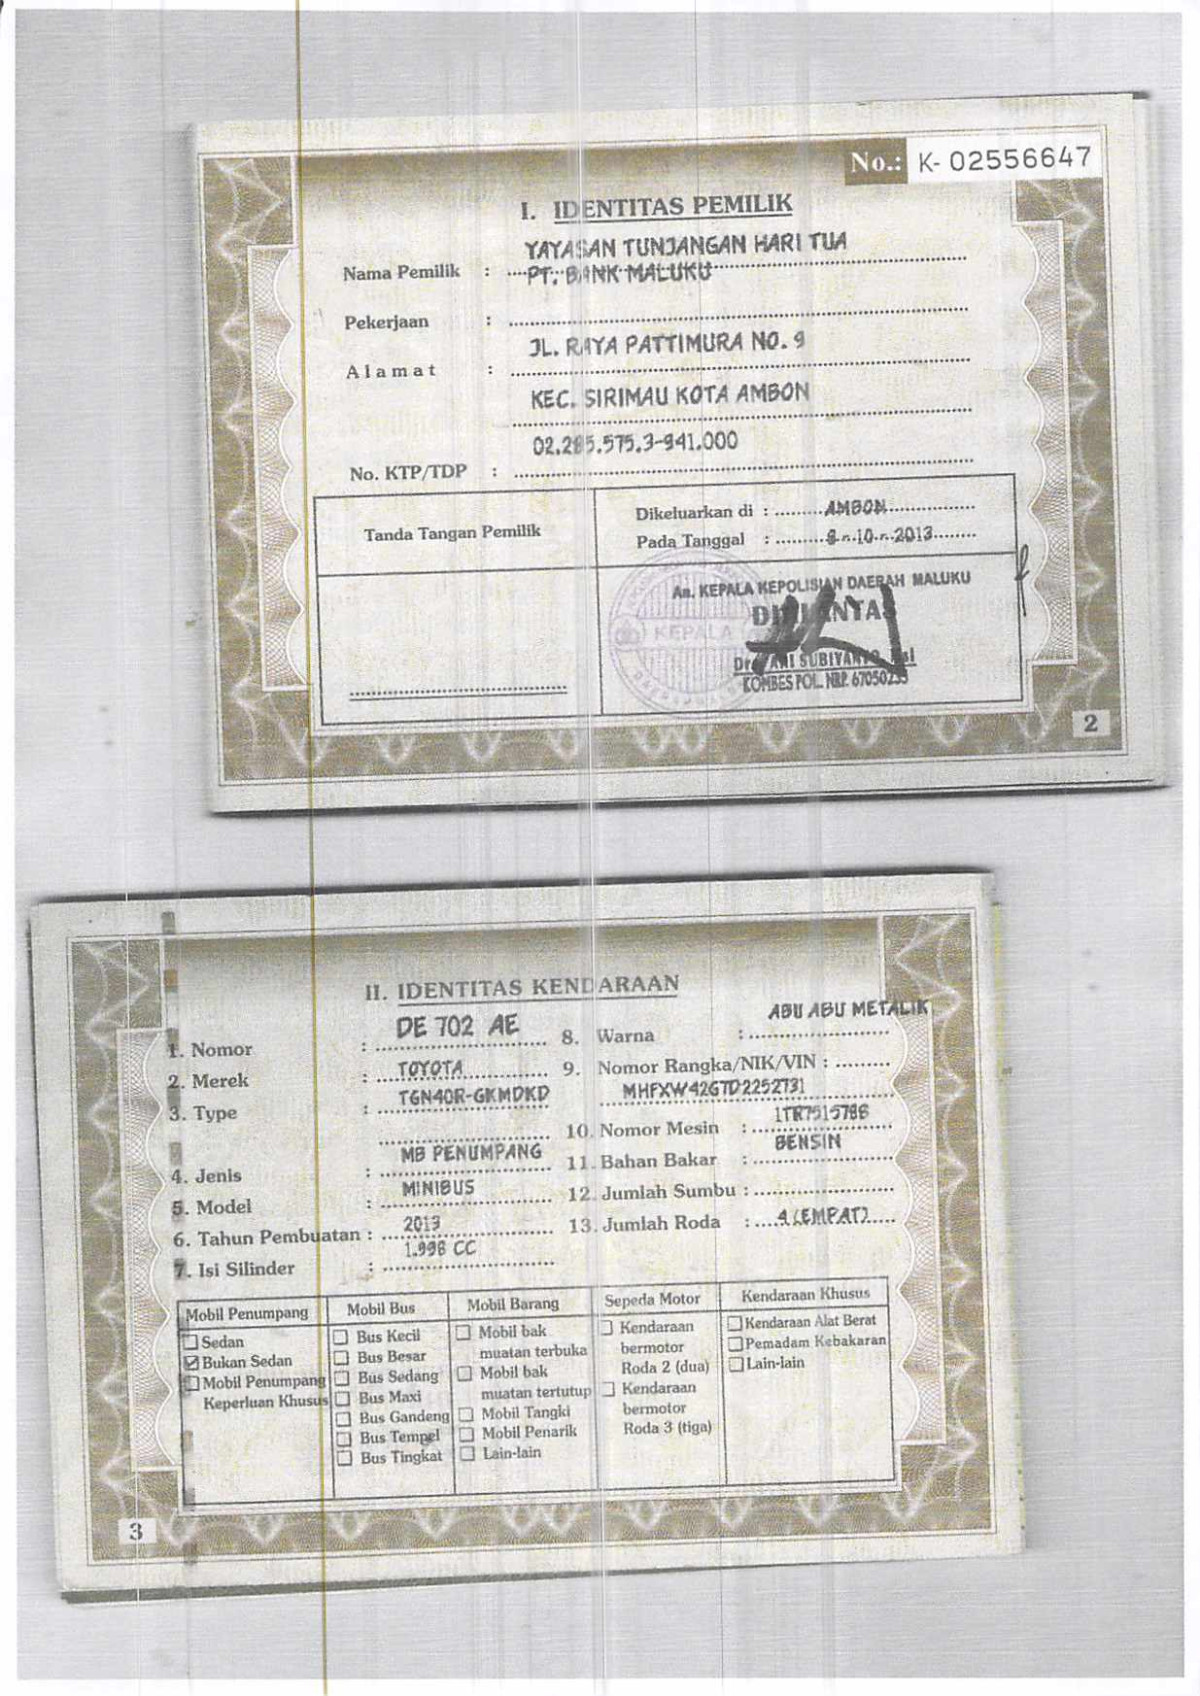 No.: K- 02556647
I. IDENTITAS PEMILIK
YAYASAN TUNJANGAN HARI TUA
Nama Pemilik : PT. BANK MALUKU
Pekerjaan :
JL. RAYA PATTIMURA NO. 9
Alamat :
KEC. SIRIMAU KOTA AMBON
02.285.575.3-941.000
No. KTP/TDP :
Tanda Tangan Pemilik
Dikeluarkan di : AMBON
Pada Tanggal : 8 - 10 - 2013
An. KEPALA KEPOLISIAN DAERAH MALUKU
KEPALA
SUBIYANTO
KOMBES POL. NRP. 67050233
2
II. IDENTITAS KENDARAAN
1. Nomor : DE 702 AE
2. Merek : TOYOTA
3. Type : TGN40R-GKMDKD
4. Jenis : MB PENUMPANG
5. Model : MINIBUS
6. Tahun Pembuatan : 2013
7. Isi Silinder : 1.998 CC
8. Warna : ABU ABU METALIK
9. Nomor Rangka/NIK/VIN :
MHFXW42G7D2252731
10. Nomor Mesin : 1TR7515786
11. Bahan Bakar : BENSIN
12. Jumlah Sumbu :
13. Jumlah Roda : 4 (EMPAT)
Mobil Penumpang
Sedan
Bukan Sedan
Mobil Penumpang
Keperluan Khusus
Mobil Bus
Bus Kecil
Bus Besar
Bus Sedang
Bus Maxi
Bus Gandeng
Bus Tempel
Bus Tingkat
Mobil Barang
Mobil bak
muatan terbuka
Mobil bak
muatan tertutup
Mobil Tangki
Mobil Penarik
Lain-lain
Sepeda Motor
Kendaraan
bermotor
Roda 2 (dua)
Kendaraan
bermotor
Roda 3 (tiga)
Kendaraan Khusus
Kendaraan Alat Berat
Pemadam Kebakaran
Lain-lain
3